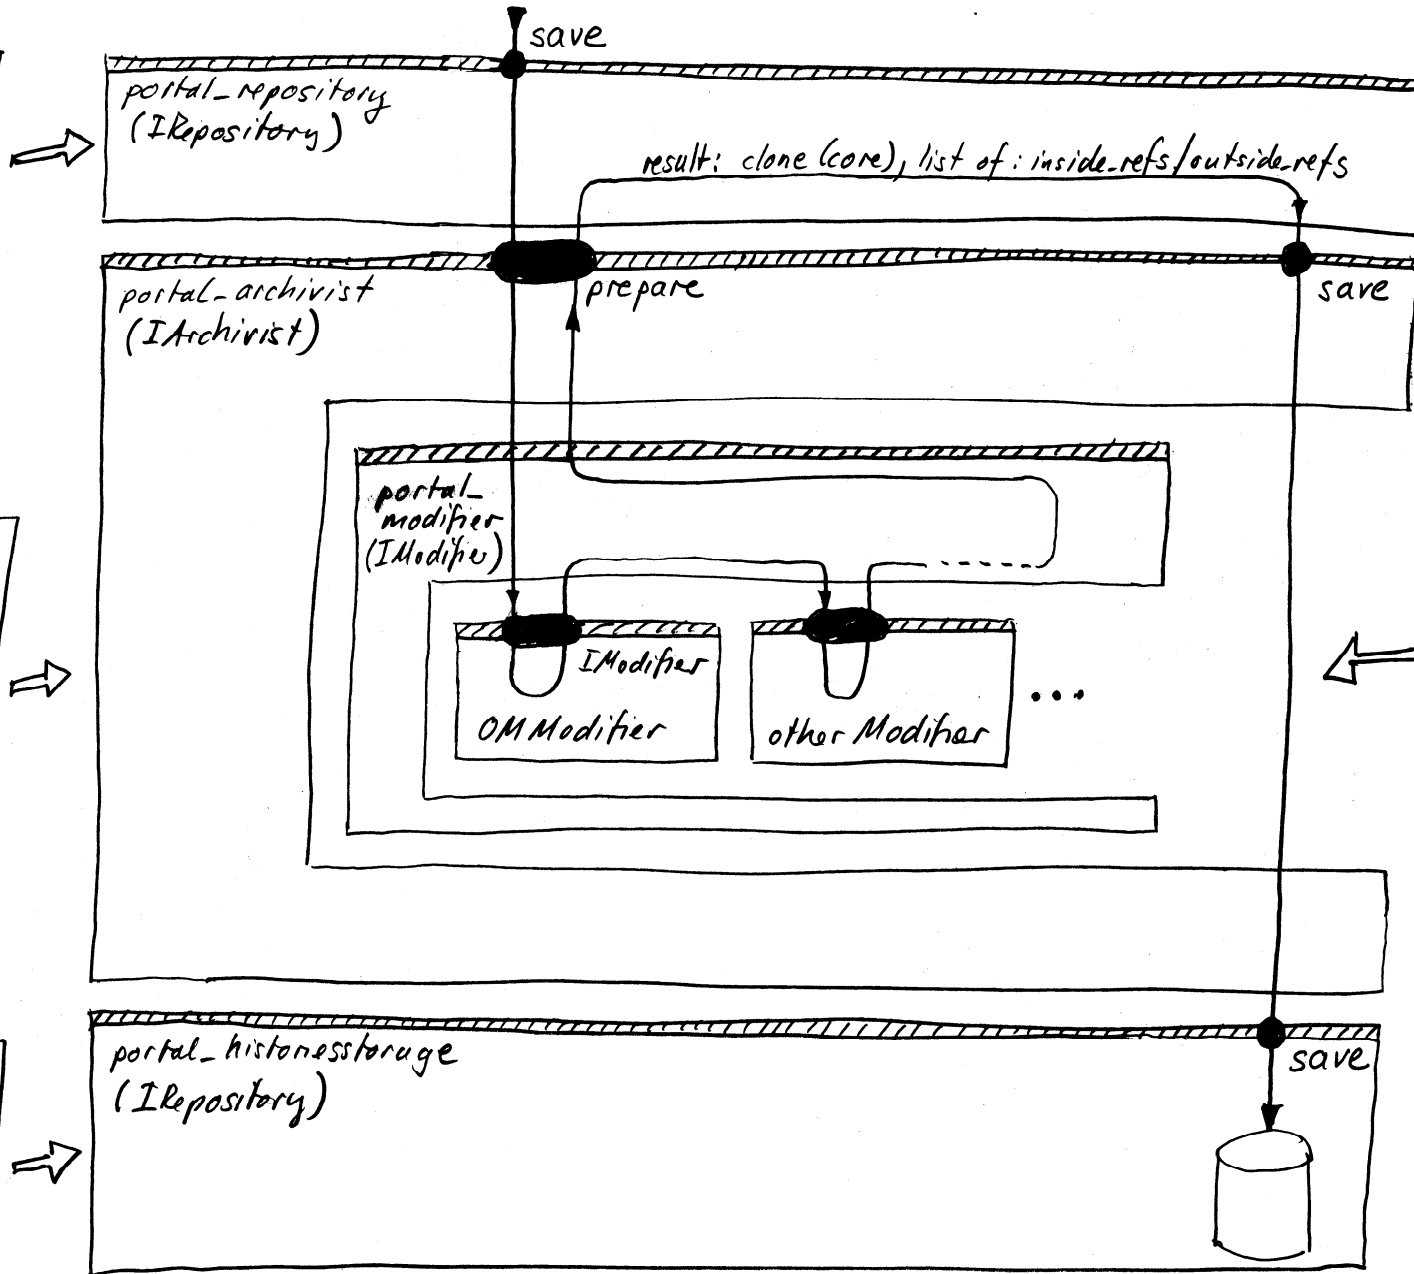 save
portal_repository
(IRepository)
result: clone (core), list of: inside_refs/outside_refs
portal_archivist
(IArchivist)
prepare
save
portal_
modifier
(IModifier)
IModifier
OMModifier
other Modifier
...
portal_historiesstorage
(IRepository)
save